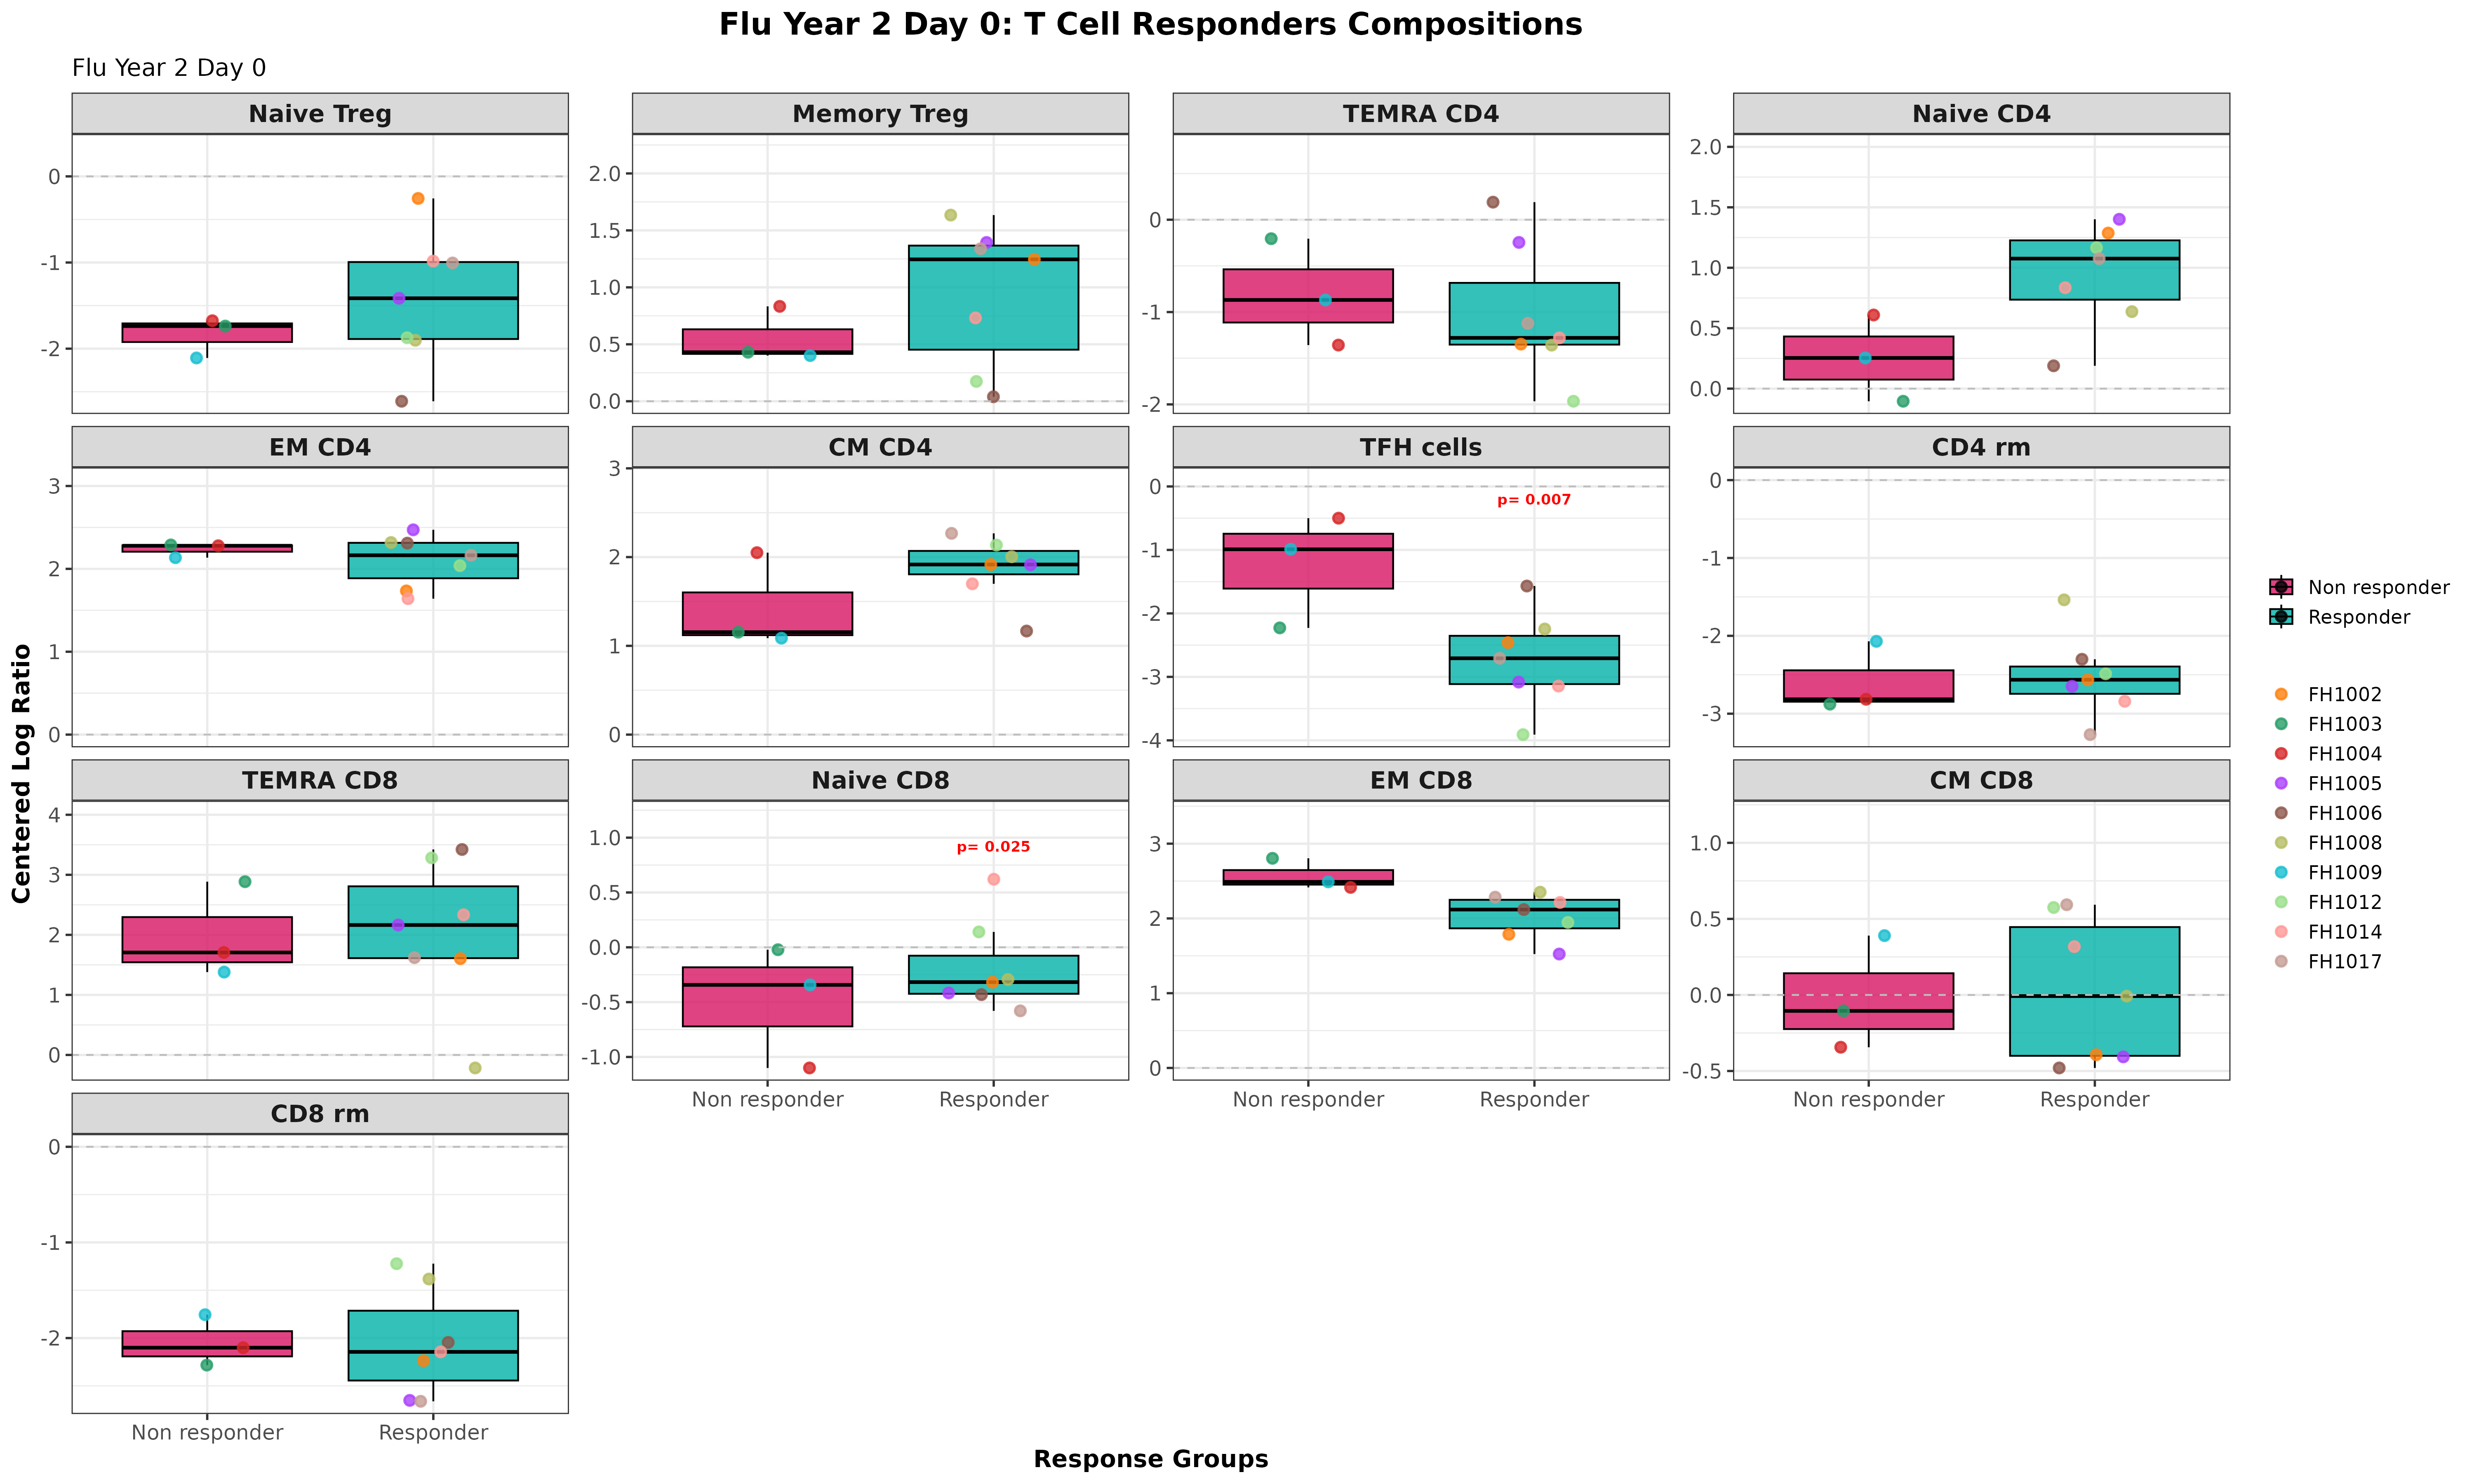 Flu Year 2 Day 0: T Cell Responders Compositions
Flu Year 2 Day 0
Naive Treg
Memory Treg
TEMRA CD4
Naive CD4
0
-1
-2
2.0
1.5
1.0
0.5
0.0
0
-1
-2
2.0
1.5
1.0
0.5
0.0
EM CD4
CM CD4
TFH cells
CD4 rm
3
2
1
0
3
2
1
0
0
-1
-2
-3
-4
p= 0.007
0
-1
-2
-3
TEMRA CD8
Naive CD8
EM CD8
CM CD8
4
3
2
1
0
1.0
0.5
0.0
-0.5
-1.0
p= 0.025
3
2
1
0
1.0
0.5
0.0
-0.5
Non responder
Responder
Non responder
Responder
Non responder
Responder
CD8 rm
0
-1
-2
Non responder
Responder
Centered Log Ratio
Response Groups
Non responder
Responder
FH1002
FH1003
FH1004
FH1005
FH1006
FH1008
FH1009
FH1012
FH1014
FH1017